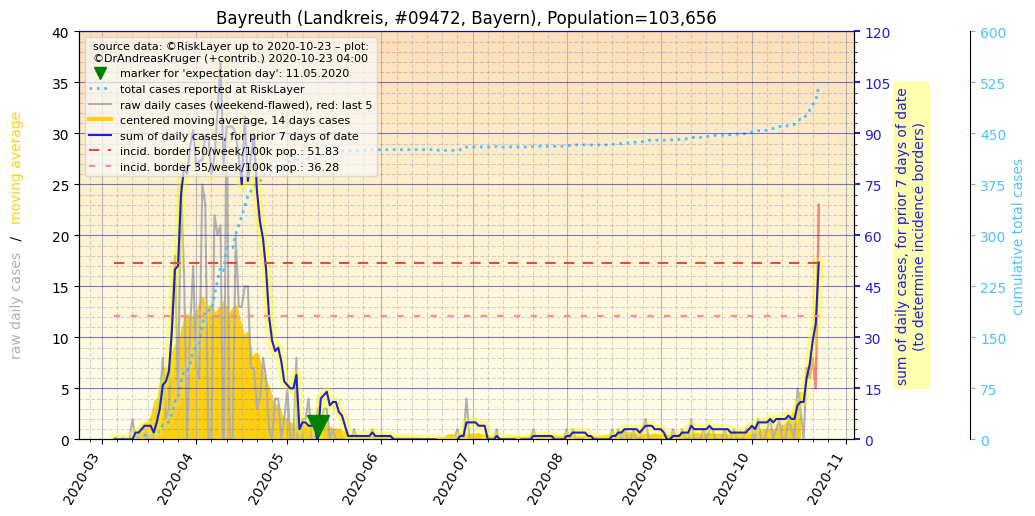 Bayreuth (Landkreis, #09472, Bayern), Population=103,656
source data: ©RiskLayer up to 2020-10-23 – plot:
©DrAndreasKruger (+contrib.) 2020-10-23 04:00
marker for 'expectation day': 11.05.2020
total cases reported at RiskLayer
raw daily cases (weekend-flawed), red: last 5
centered moving average, 14 days cases
sum of daily cases, for prior 7 days of date
incid. border 50/week/100k pop.: 51.83
incid. border 35/week/100k pop.: 36.28
raw daily cases / moving average
40
35
30
25
20
15
10
5
0
120
105
90
75
60
45
30
15
0
sum of daily cases, for prior 7 days of date
(to determine incidence borders)
600
525
450
375
300
225
150
75
0
cumulative total cases
2020-03
2020-04
2020-05
2020-06
2020-07
2020-08
2020-09
2020-10
2020-11